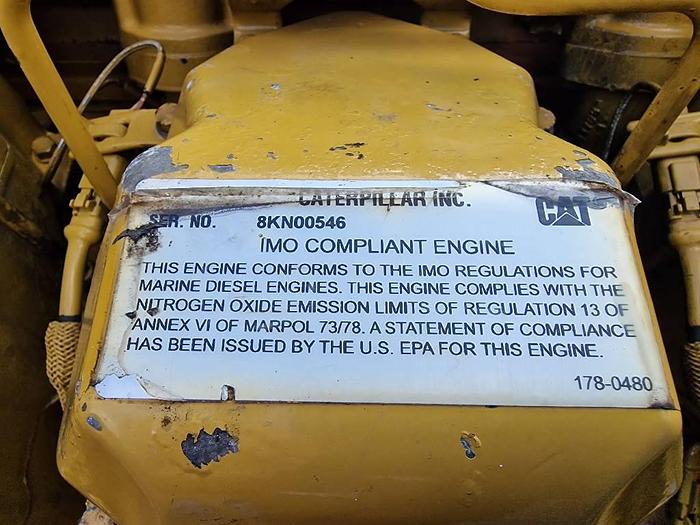 CATERPILLAR INC.
CAT
SER. NO. 8KN00546
IMO COMPLIANT ENGINE
THIS ENGINE CONFORMS TO THE IMO REGULATIONS FOR
MARINE DIESEL ENGINES. THIS ENGINE COMPLIES WITH THE
NITROGEN OXIDE EMISSION LIMITS OF REGULATION 13 OF
ANNEX VI OF MARPOL 73/78. A STATEMENT OF COMPLIANCE
HAS BEEN ISSUED BY THE U.S. EPA FOR THIS ENGINE.
178-0480